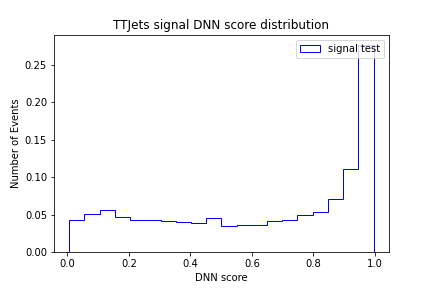 TTJets signal DNN score distribution
signal test
Number of Events
0.25
0.20
0.15
0.10
0.05
0.00
0.0 0.2 0.4 0.6 0.8 1.0
DNN score